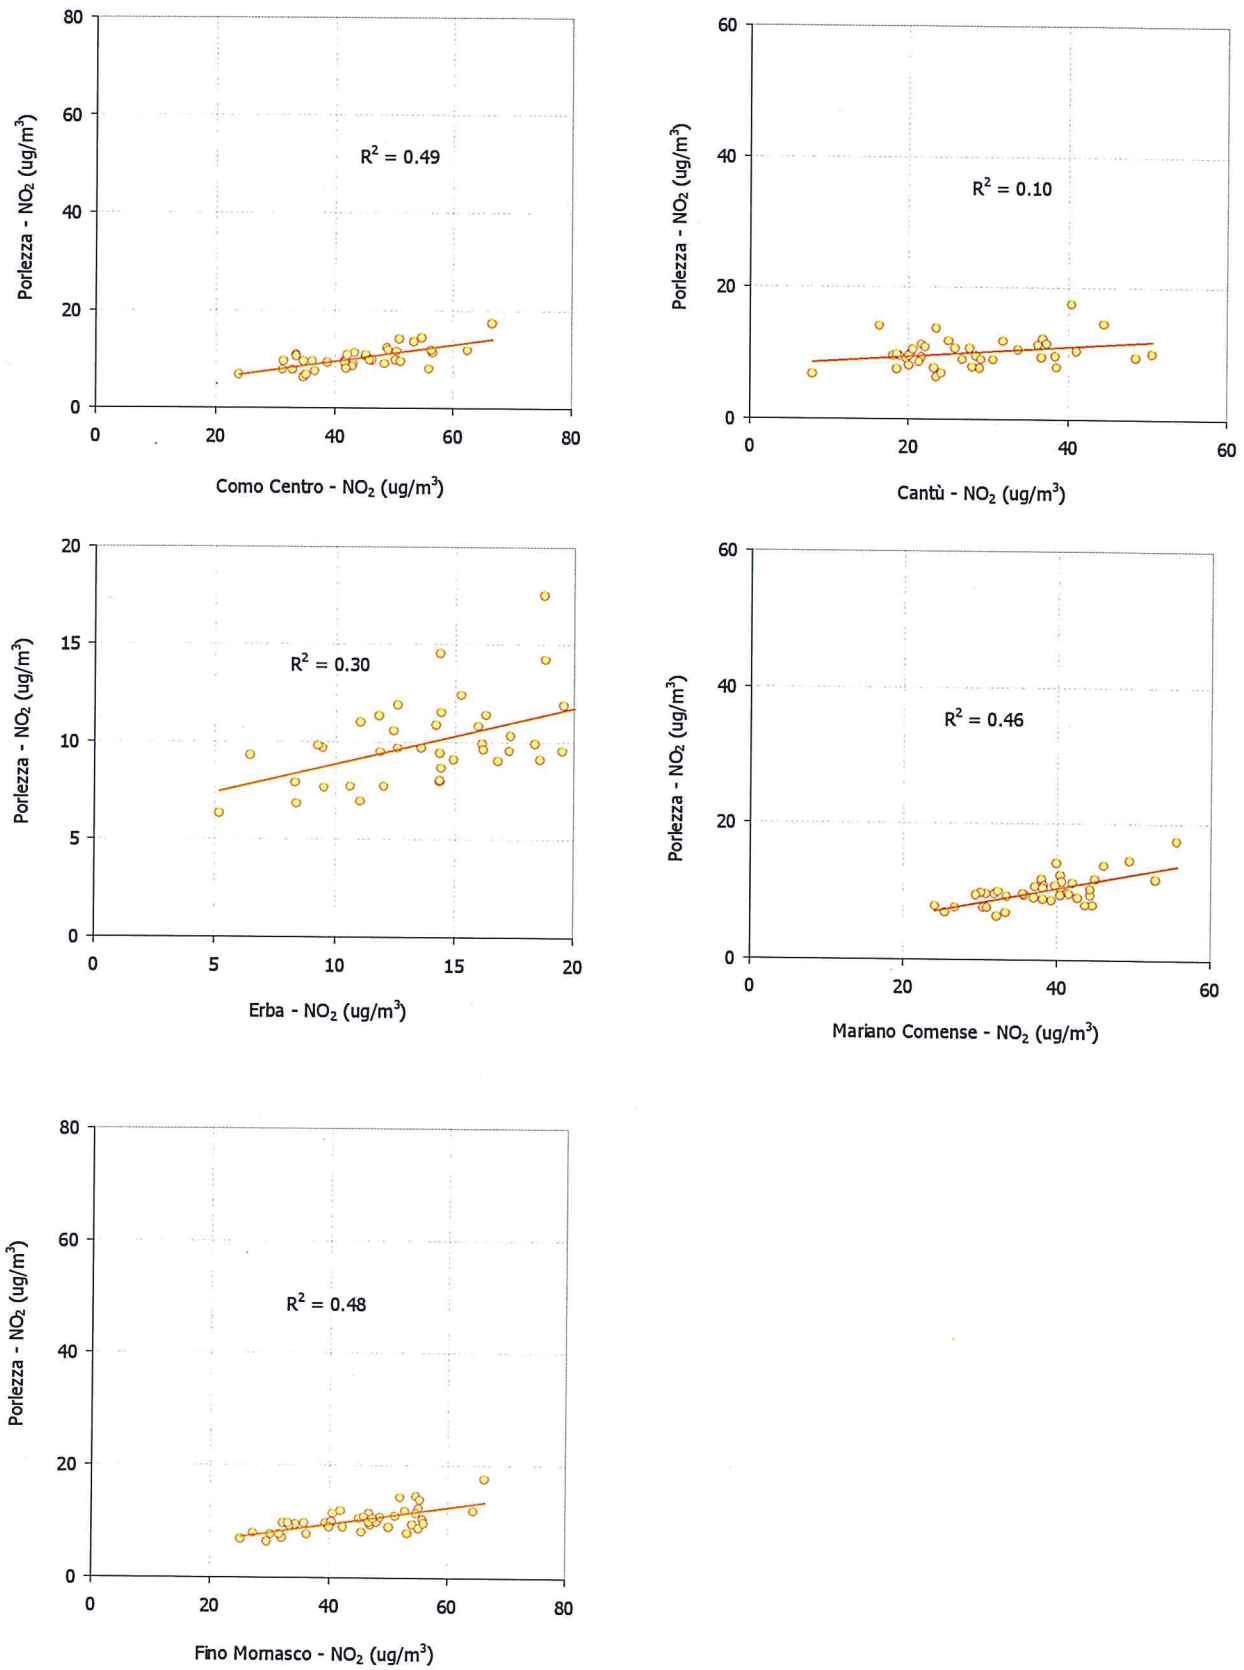 80
60
40
20
0
Porlezza - NO₂ (ug/m³)
R² = 0.49
0 20 40 60 80
Como Centro - NO₂ (ug/m³)
60
40
20
0
Porlezza - NO₂ (ug/m³)
R² = 0.10
0 20 40 60
Cantù - NO₂ (ug/m³)
20
15
10
5
0
Porlezza - NO₂ (ug/m³)
R² = 0.30
0 5 10 15 20
Erba - NO₂ (ug/m³)
60
40
20
0
Porlezza - NO₂ (ug/m³)
R² = 0.46
0 20 40 60
Mariano Comense - NO₂ (ug/m³)
80
60
40
20
0
Porlezza - NO₂ (ug/m³)
R² = 0.48
0 20 40 60 80
Fino Mornasco - NO₂ (ug/m³)